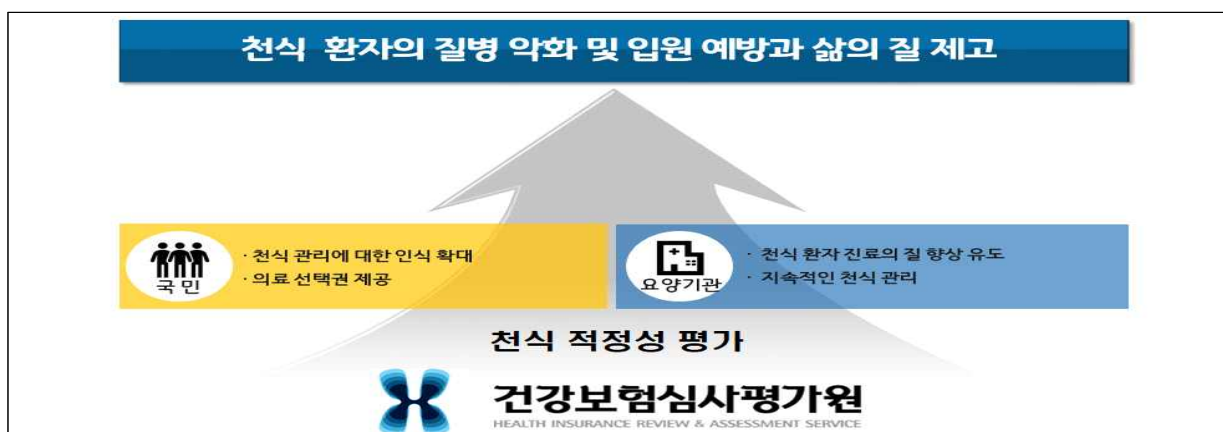 천식 환자의 질병 악화 및 입원 예방과 삶의 질 제고
국민
· 천식 관리에 대한 인식 확대
· 의료 선택권 제공
요양기관
· 천식 환자 진료의 질 향상 유도
· 지속적인 천식 관리
천식 적정성 평가
건강보험심사평가원
HEALTH INSURANCE REVIEW & ASSESSMENT SERVICE